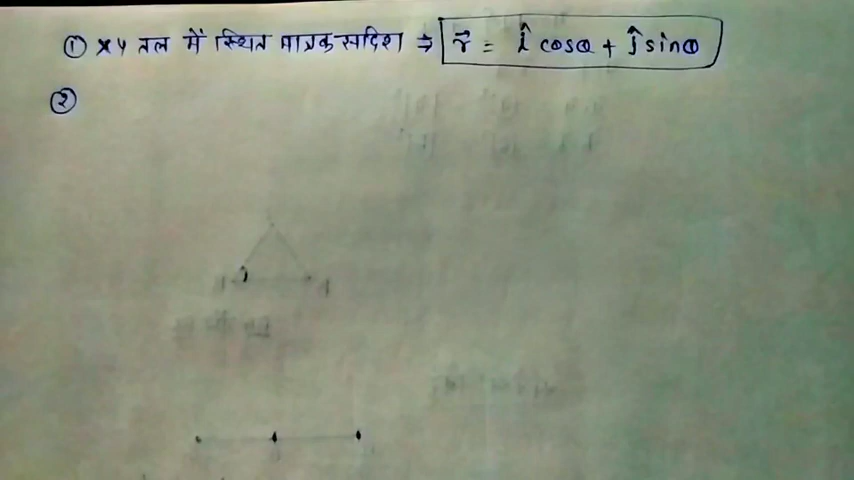 ① xy तल में स्थित मात्रक सदिश ⇒ r⃗ = î cosθ + ĵ sinθ
②